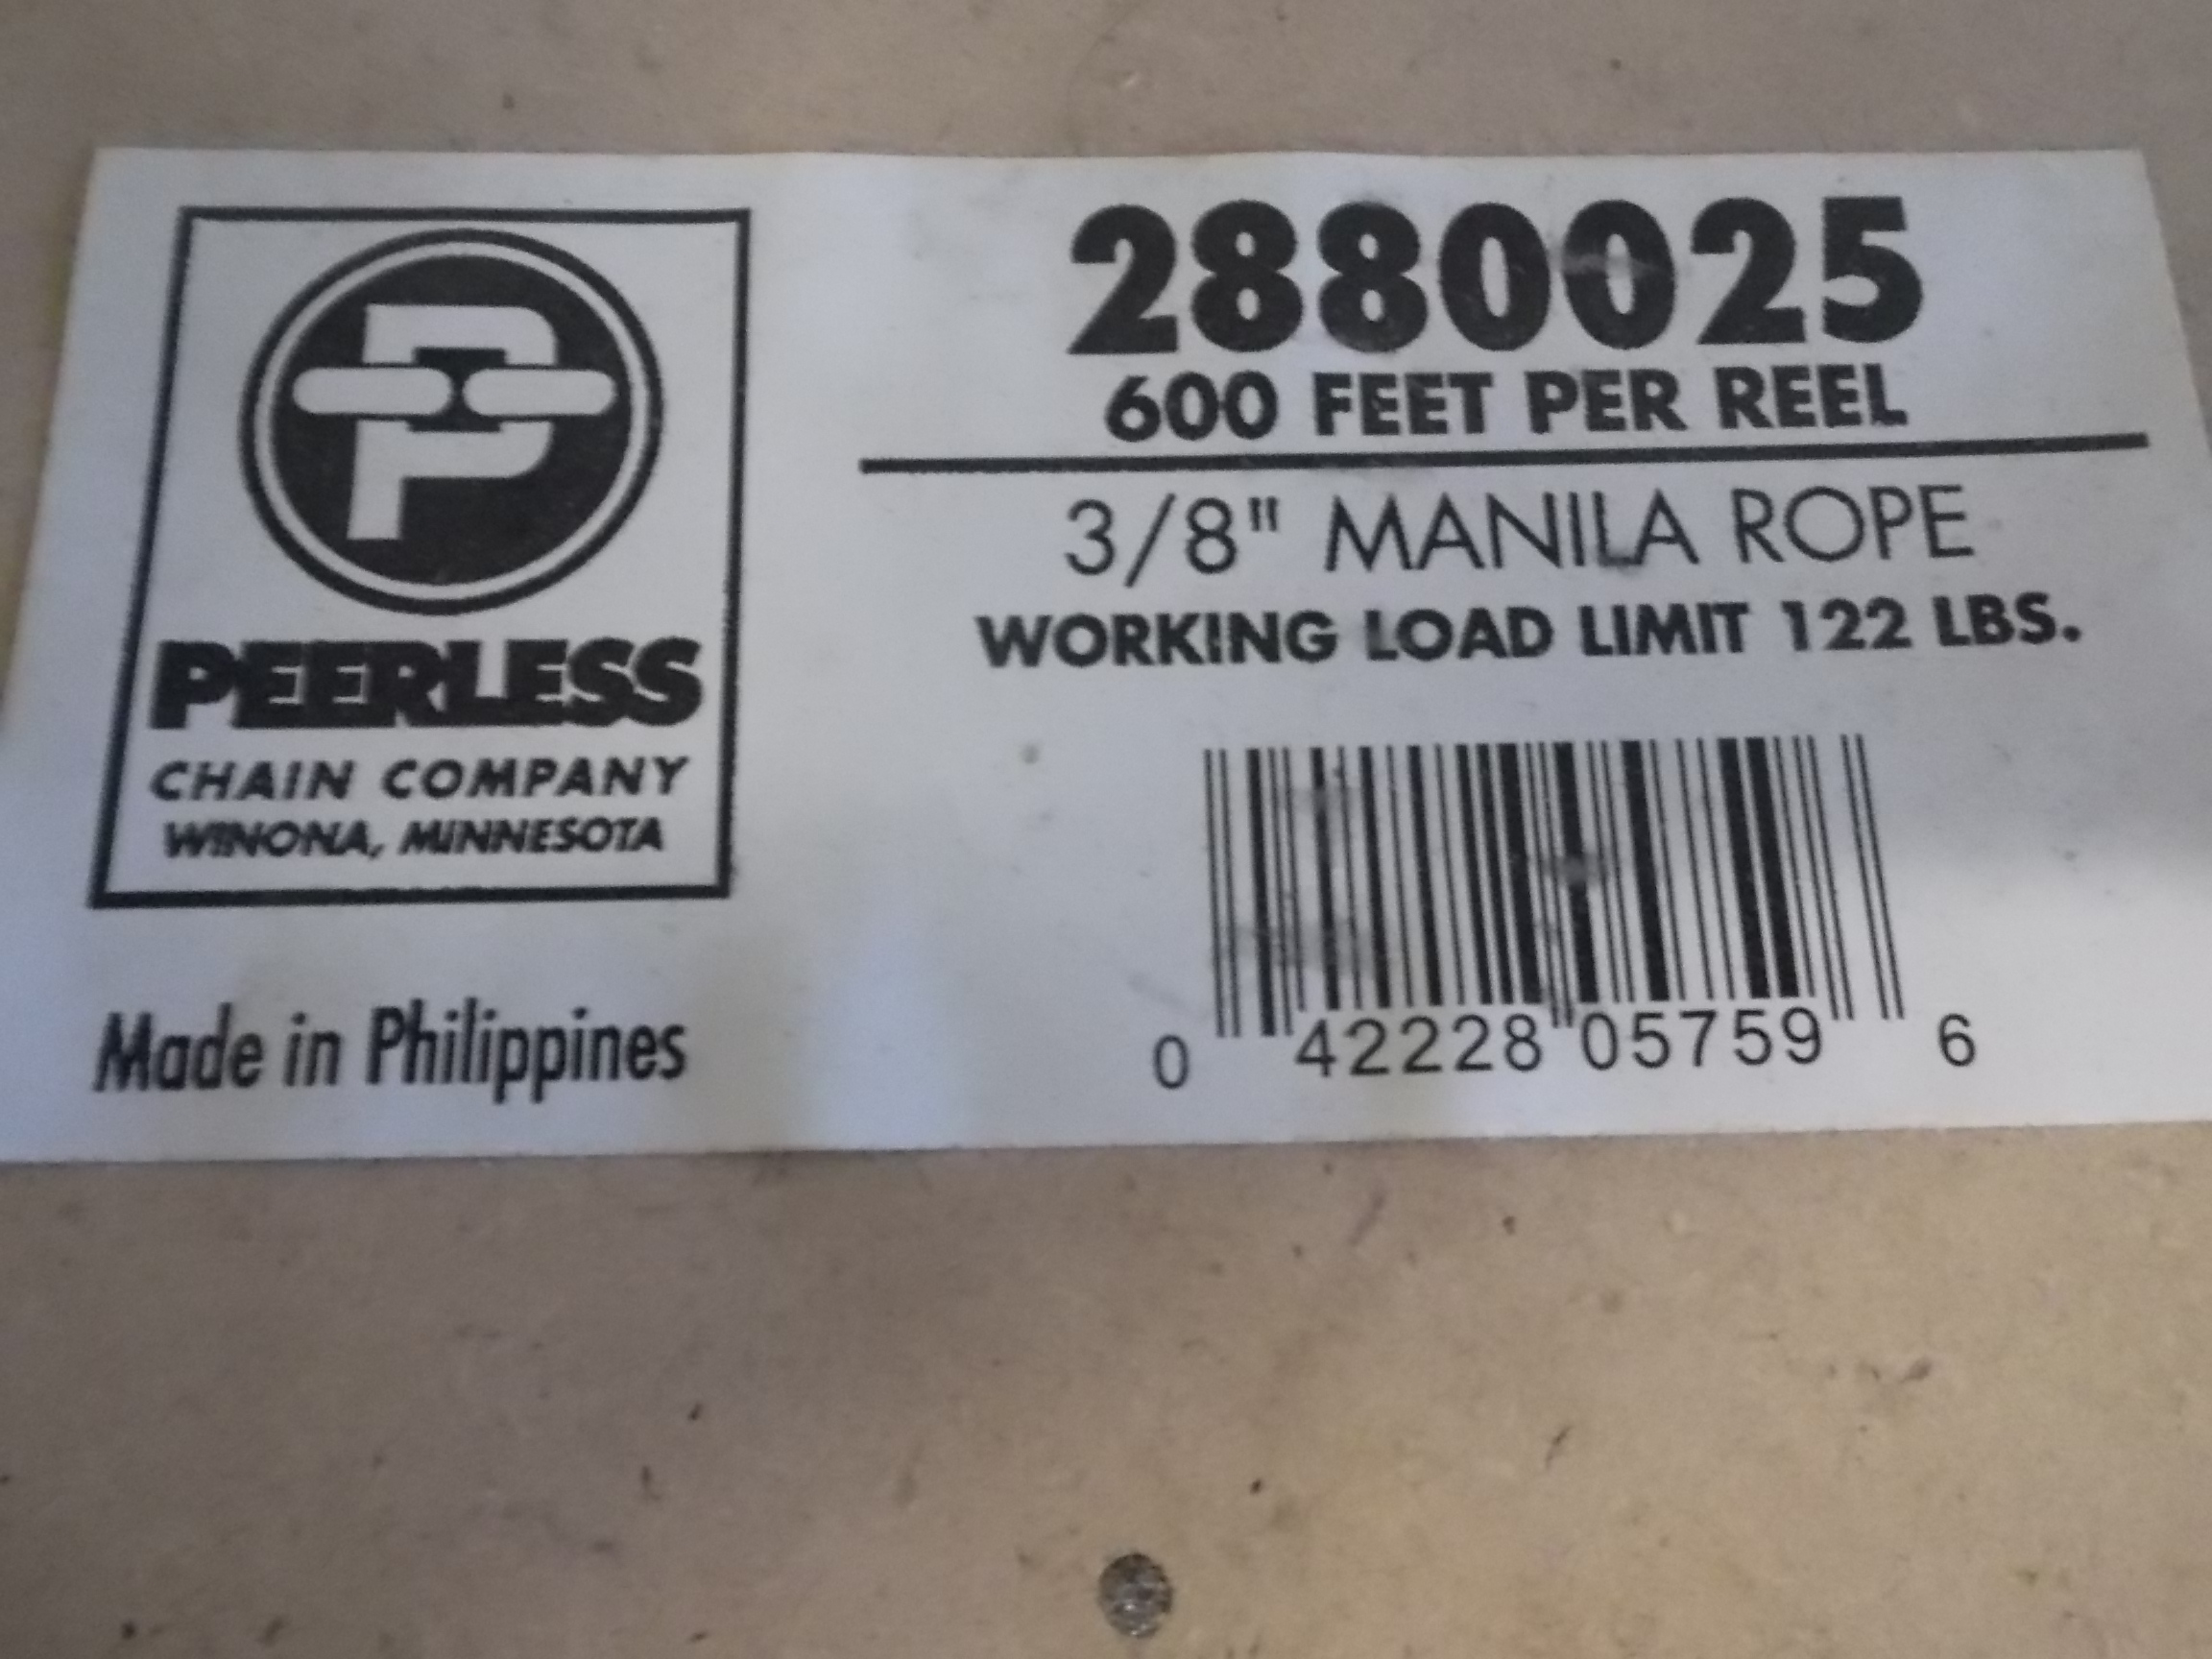 PEERLESS
CHAIN COMPANY
WINONA, MINNESOTA
Made in Philippines
2880025
600 FEET PER REEL
3/8" MANILA ROPE
WORKING LOAD LIMIT 122 LBS.
0 42228 05759 6